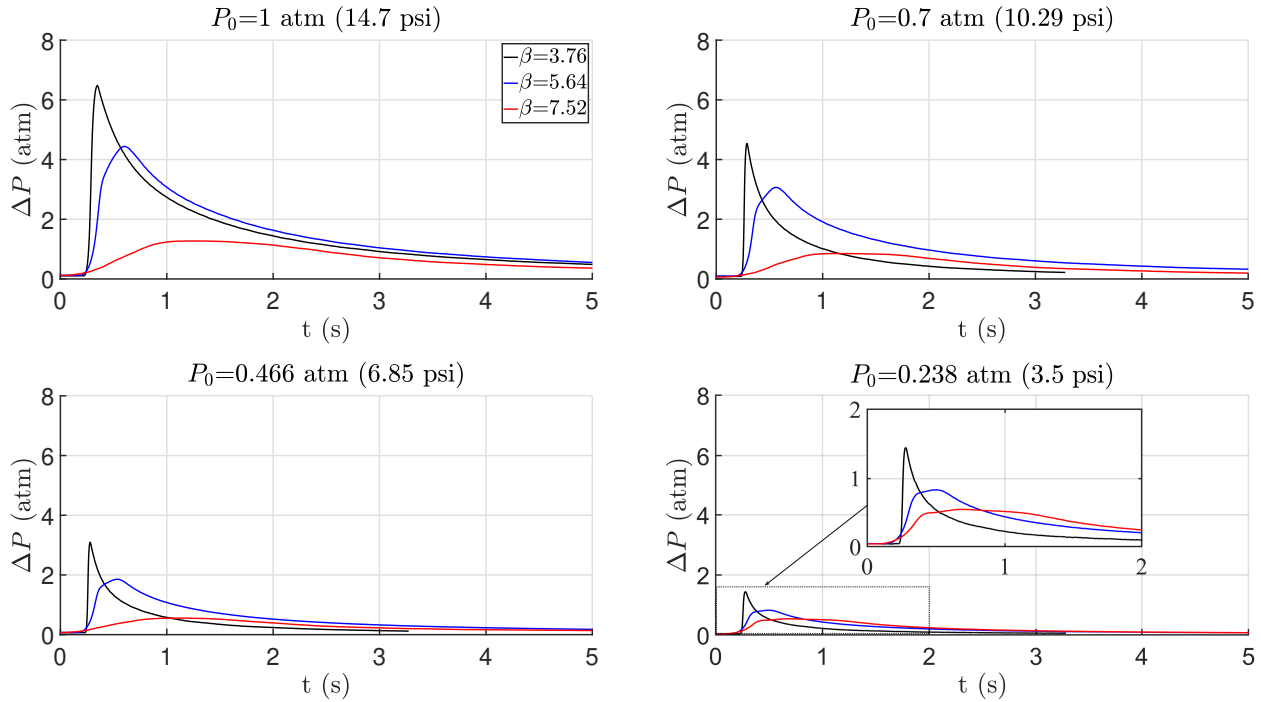 P₀=1 atm (14.7 psi)
8
6
4
2
0
ΔP (atm)
β=3.76
β=5.64
β=7.52
0 1 2 3 4 5
t (s)
P₀=0.7 atm (10.29 psi)
8
6
4
2
0
ΔP (atm)
0 1 2 3 4 5
t (s)
P₀=0.466 atm (6.85 psi)
8
6
4
2
0
ΔP (atm)
0 1 2 3 4 5
t (s)
P₀=0.238 atm (3.5 psi)
8
6
4
2
0
ΔP (atm)
2
1
0
0 1 2
0 1 2 3 4 5
t (s)